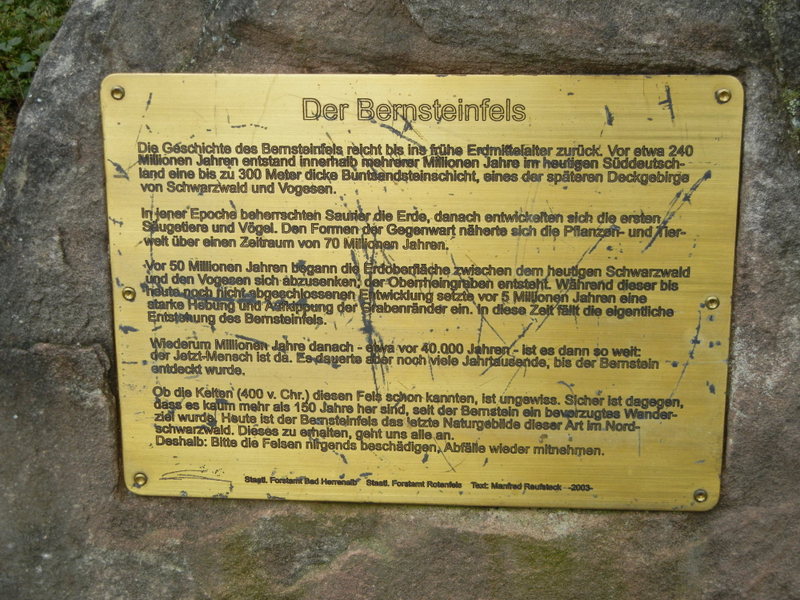 Der Bernsteinfels
Die Geschichte des Bernsteinfels reicht bis ins frühe Erdmittelalter zurück. Vor etwa 240
Millionen Jahren entstand innerhalb mehrerer Millionen Jahre im heutigen Süddeutsch-
land eine bis zu 300 Meter dicke Buntsandsteinschicht, eines der späteren Deckgebirge
von Schwarzwald und Vogesen.
In jener Epoche beherrschten Saurier die Erde, danach entwickelten sich die ersten
Säugetiere und Vögel. Den Formen der Gegenwart näherte sich die Pflanzen- und Tier-
welt über einen Zeitraum von 70 Millionen Jahren.
Vor 50 Millionen Jahren begann die Erdoberfläche zwischen dem heutigen Schwarzwald
und den Vogesen sich abzusenken; der Oberrheingraben entsteht. Während dieser bis
heute noch nicht abgeschlossenen Entwicklung setzte vor 5 Millionen Jahren eine
starke Hebung und Aufkippung der Grabenränder ein. In diese Zeit fällt die eigentliche
Entstehung des Bernsteinfels.
Wiederum Millionen Jahre danach - etwa vor 40.000 Jahren - ist es dann so weit:
der Jetzt-Mensch ist da. Es dauerte aber noch viele Jahrtausende, bis der Bernstein
entdeckt wurde.
Ob die Kelten (400 v. Chr.) diesen Fels schon kannten, ist ungewiss. Sicher ist dagegen,
dass es kaum mehr als 150 Jahre her sind, seit der Bernstein ein bevorzugtes Wander-
ziel wurde. Heute ist der Bernsteinfels das letzte Naturgebilde dieser Art im Nord-
schwarzwald. Dieses zu erhalten, geht uns alle an.
Deshalb: Bitte die Felsen nirgends beschädigen, Abfälle wieder mitnehmen.
Staatl. Forstamt Bad Herrenalb Staatl. Forstamt Rotenfels Text: Manfred Raufsteck -2003-